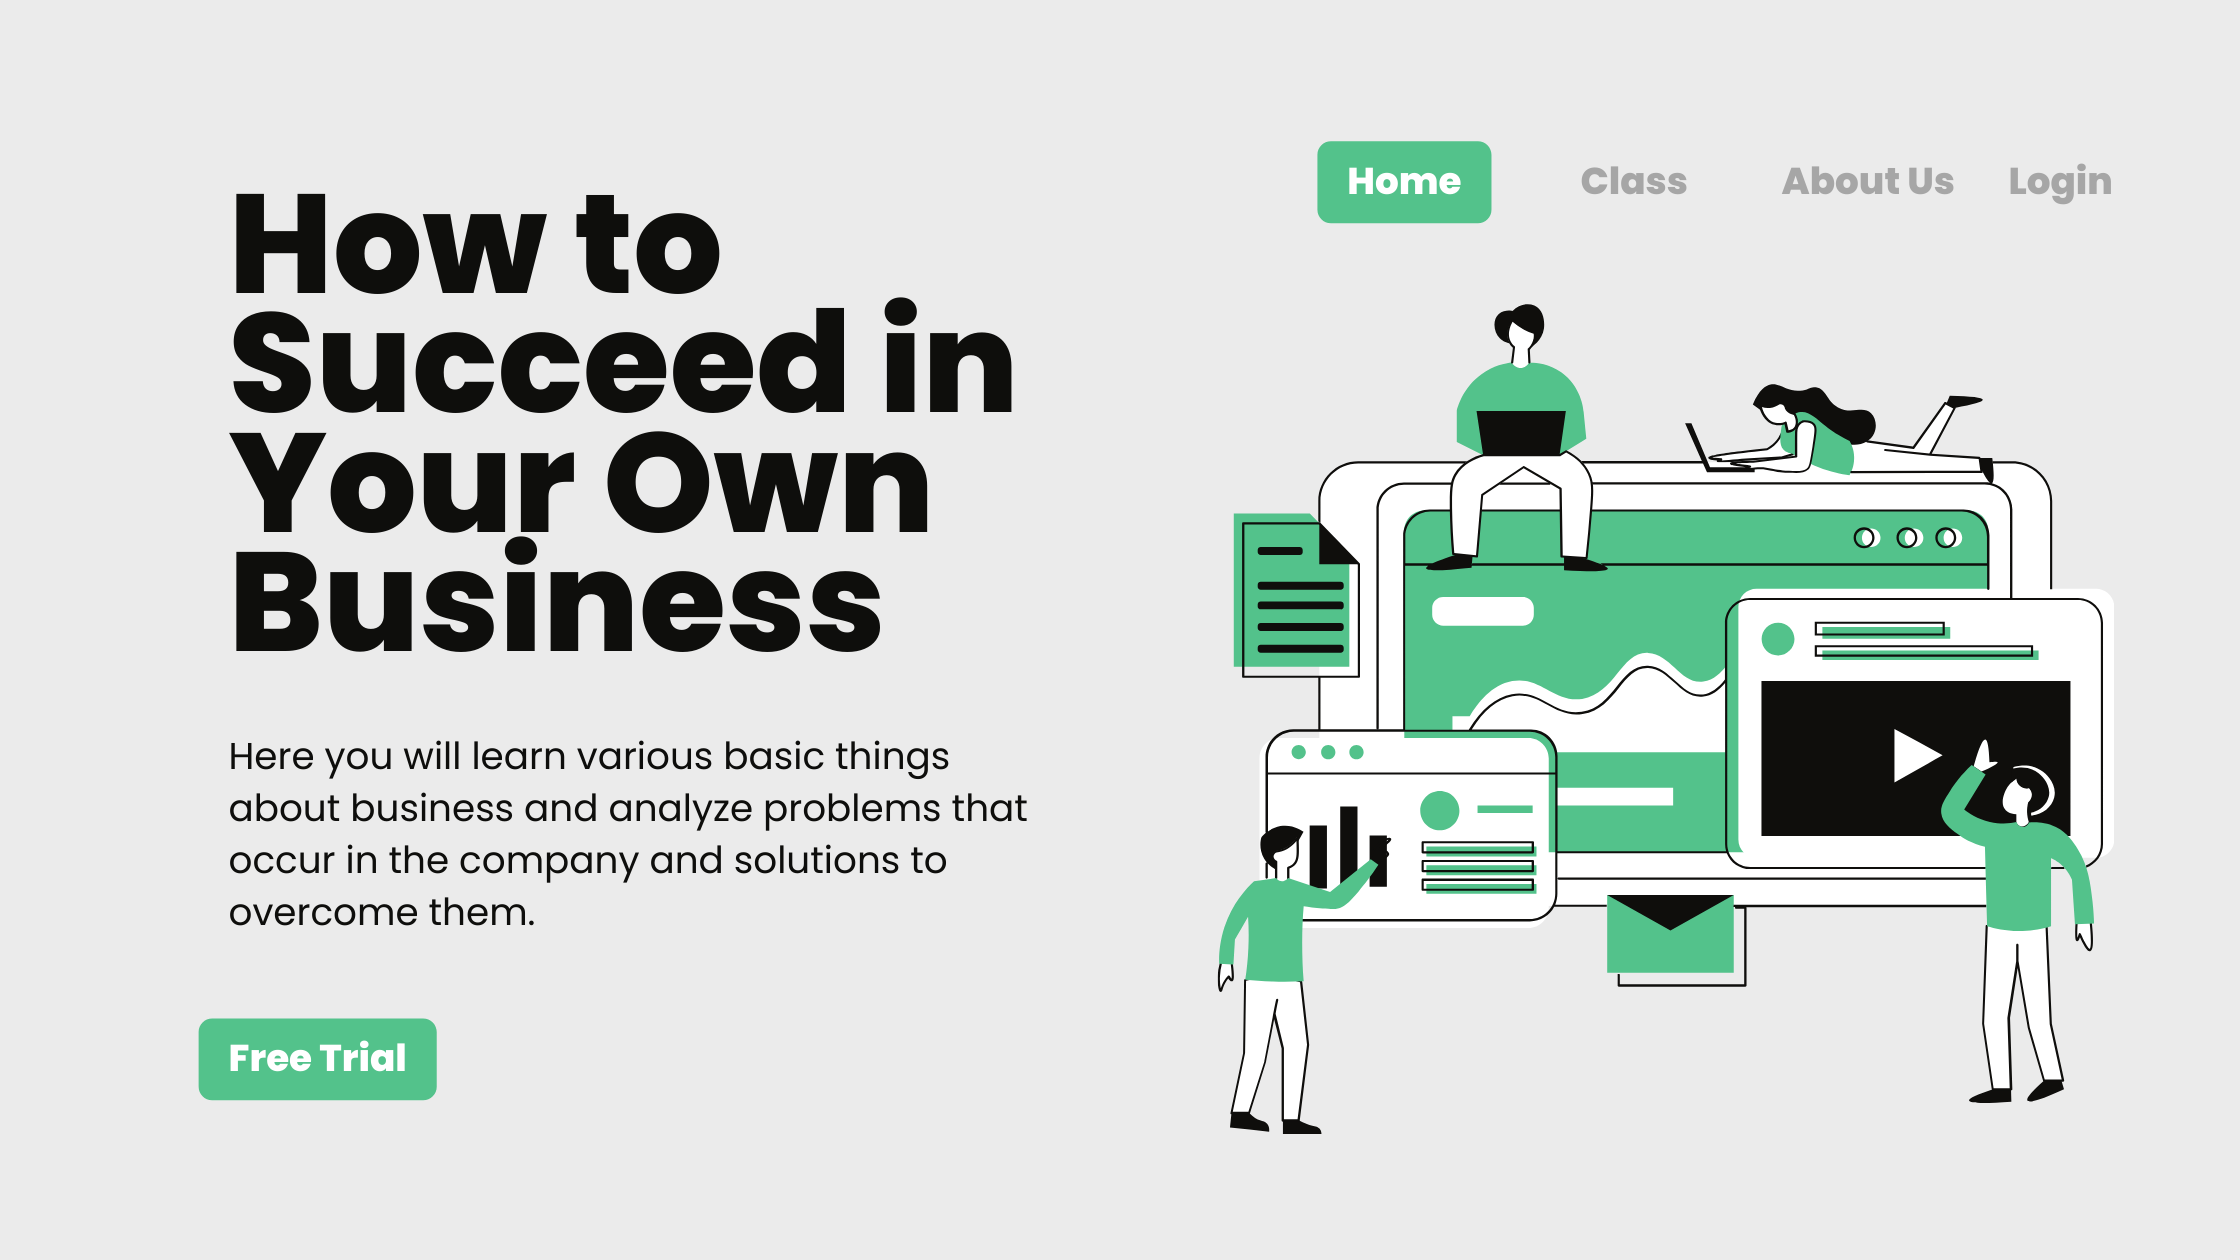 Home
Class
About Us
Login
How to
Succeed in
Your Own
Business
Here you will learn various basic things
about business and analyze problems that
occur in the company and solutions to
overcome them.
Free Trial